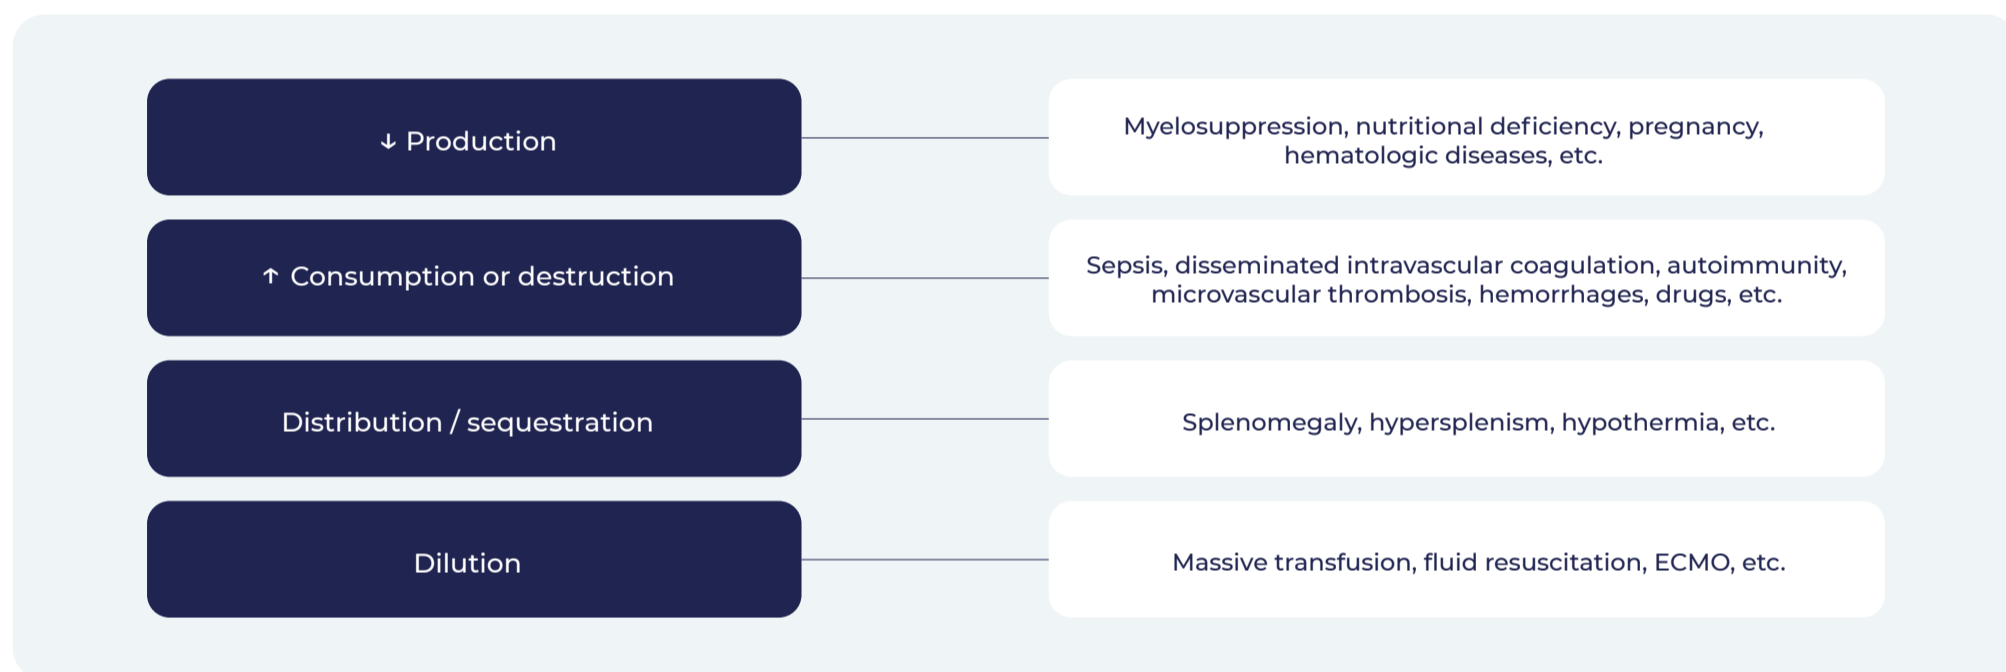 ↓ Production
Myelosuppression, nutritional deficiency, pregnancy,
hematologic diseases, etc.
↑ Consumption or destruction
Sepsis, disseminated intravascular coagulation, autoimmunity,
microvascular thrombosis, hemorrhages, drugs, etc.
Distribution / sequestration
Splenomegaly, hypersplenism, hypothermia, etc.
Dilution
Massive transfusion, fluid resuscitation, ECMO, etc.